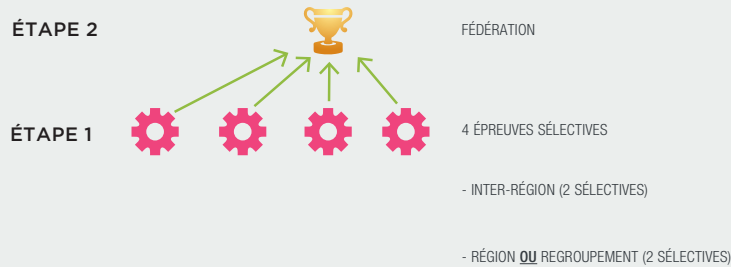 ÉTAPE 2
FÉDÉRATION
ÉTAPE 1
4 ÉPREUVES SÉLECTIVES
- INTER-RÉGION (2 SÉLECTIVES)
- RÉGION OU REGROUPEMENT (2 SÉLECTIVES)